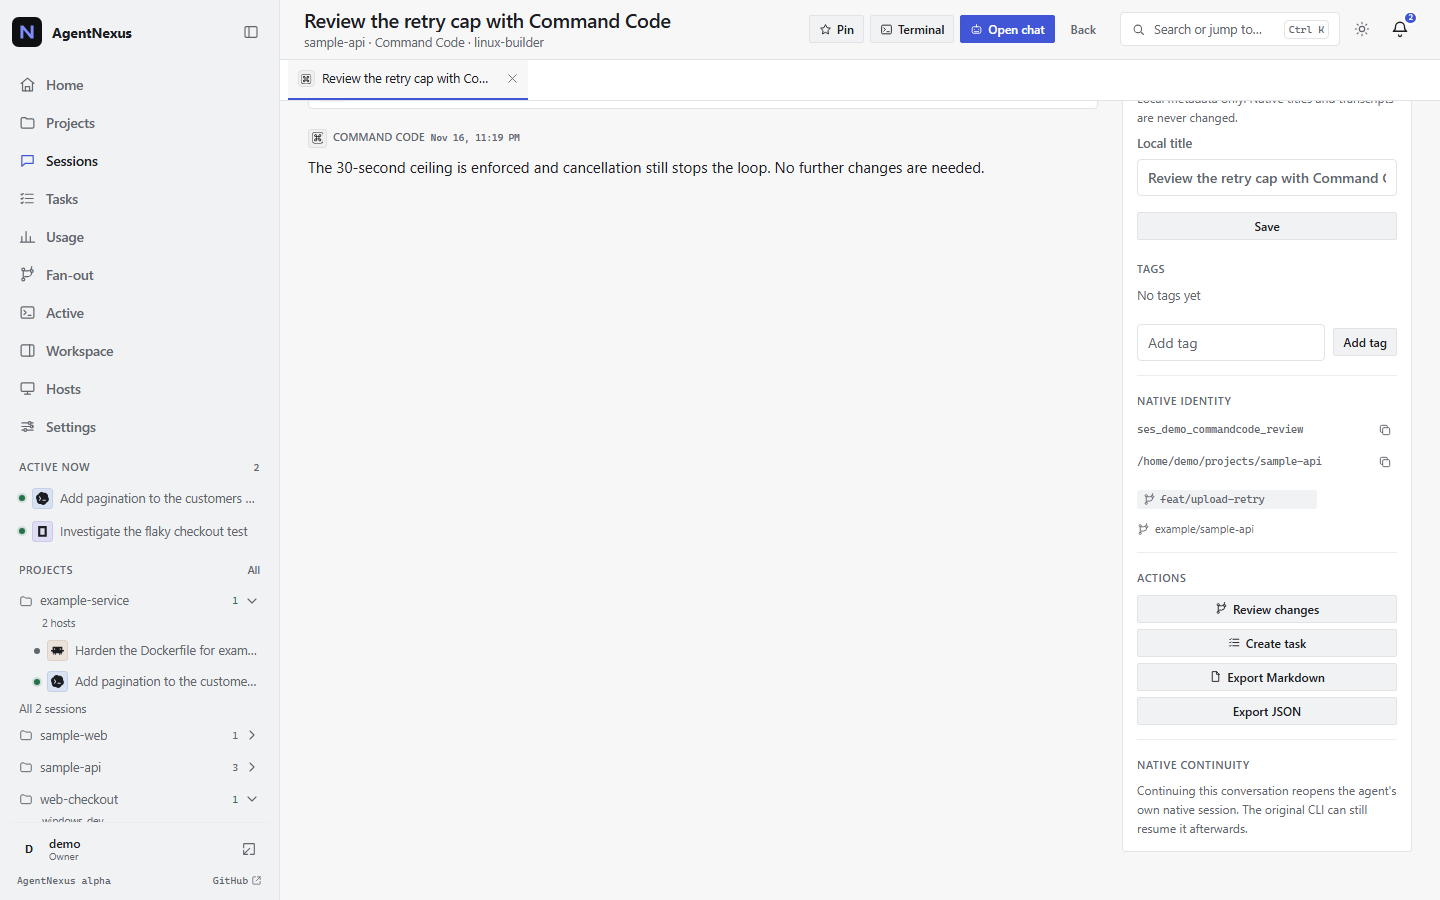 AgentNexus
Home
Projects
Sessions
Tasks
Usage
Fan-out
Active
Workspace
Hosts
Settings
ACTIVE NOW 2
Add pagination to the customers ...
Investigate the flaky checkout test
PROJECTS All
example-service 1
2 hosts
Harden the Dockerfile for exam...
Add pagination to the custome...
All 2 sessions
sample-web 1
sample-api 3
web-checkout 1
windows-dev
D demo
Owner
AgentNexus alpha GitHub
Review the retry cap with Command Code
sample-api · Command Code · linux-builder
Pin
Terminal
Open chat
Back
Search or jump to... Ctrl K
2
Review the retry cap with Co...
COMMAND CODE Nov 16, 11:19 PM
The 30-second ceiling is enforced and cancellation still stops the loop. No further changes are needed.
Local metadata only. Native titles and transcripts
are never changed.
Local title
Review the retry cap with Command C
Save
TAGS
No tags yet
Add tag Add tag
NATIVE IDENTITY
ses_demo_commandcode_review
/home/demo/projects/sample-api
feat/upload-retry
example/sample-api
ACTIONS
Review changes
Create task
Export Markdown
Export JSON
NATIVE CONTINUITY
Continuing this conversation reopens the agent's
own native session. The original CLI can still
resume it afterwards.